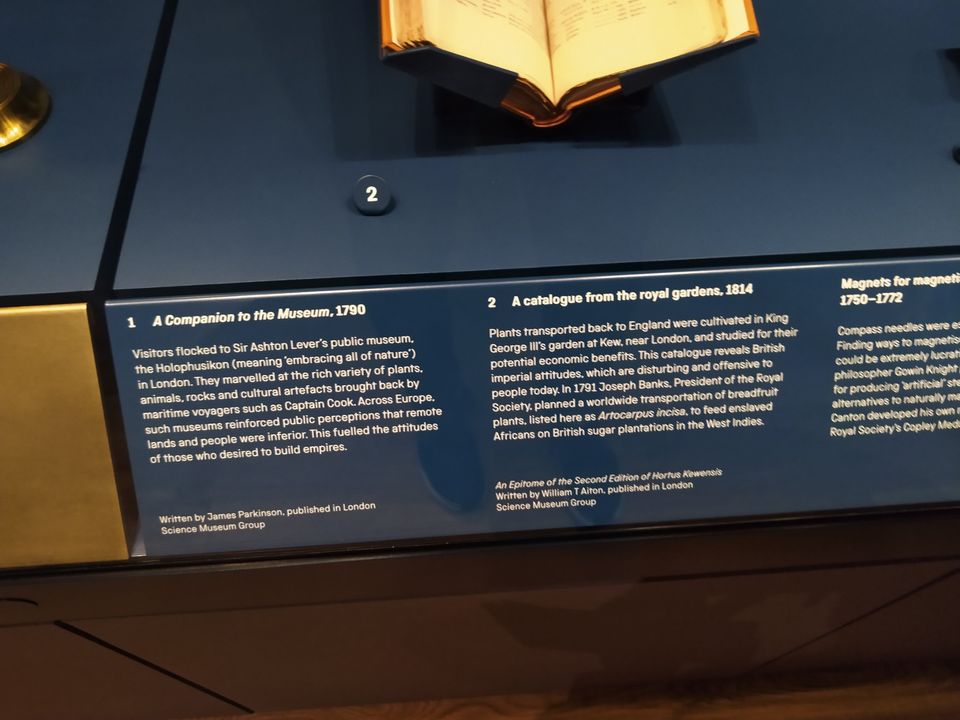 2
1 A Companion to the Museum, 1790
Visitors flocked to Sir Ashton Lever's public museum,
the Holophusikon (meaning 'embracing all of nature')
in London. They marvelled at the rich variety of plants,
animals, rocks and cultural artefacts brought back by
maritime voyagers such as Captain Cook. Across Europe,
such museums reinforced public perceptions that remote
lands and people were inferior. This fuelled the attitudes
of those who desired to build empires.
Written by James Parkinson, published in London
Science Museum Group
2 A catalogue from the royal gardens, 1814
Plants transported back to England were cultivated in King
George III's garden at Kew, near London, and studied for their
potential economic benefits. This catalogue reveals British
imperial attitudes, which are disturbing and offensive to
people today. In 1791 Joseph Banks, President of the Royal
Society, planned a worldwide transportation of breadfruit
plants, listed here as Artocarpus incisa, to feed enslaved
Africans on British sugar plantations in the West Indies.
An Epitome of the Second Edition of Hortus Kewensis
Written by William T Aiton, published in London
Science Museum Group
Magnets for
1750–1772
Compass needles were
Finding ways to
could be extremely
philosopher Gowin Knight
for producing 'artificial'
alternatives to naturally
Canton developed his own
Royal Society's Copley